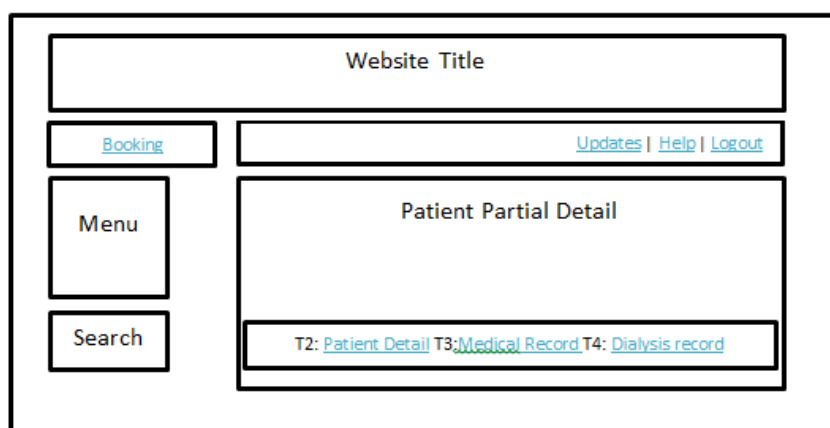 Website Title
Booking
Updates | Help | Logout
Menu
Patient Partial Detail
Search
T2: Patient Detail T3:Medical Record T4: Dialysis record